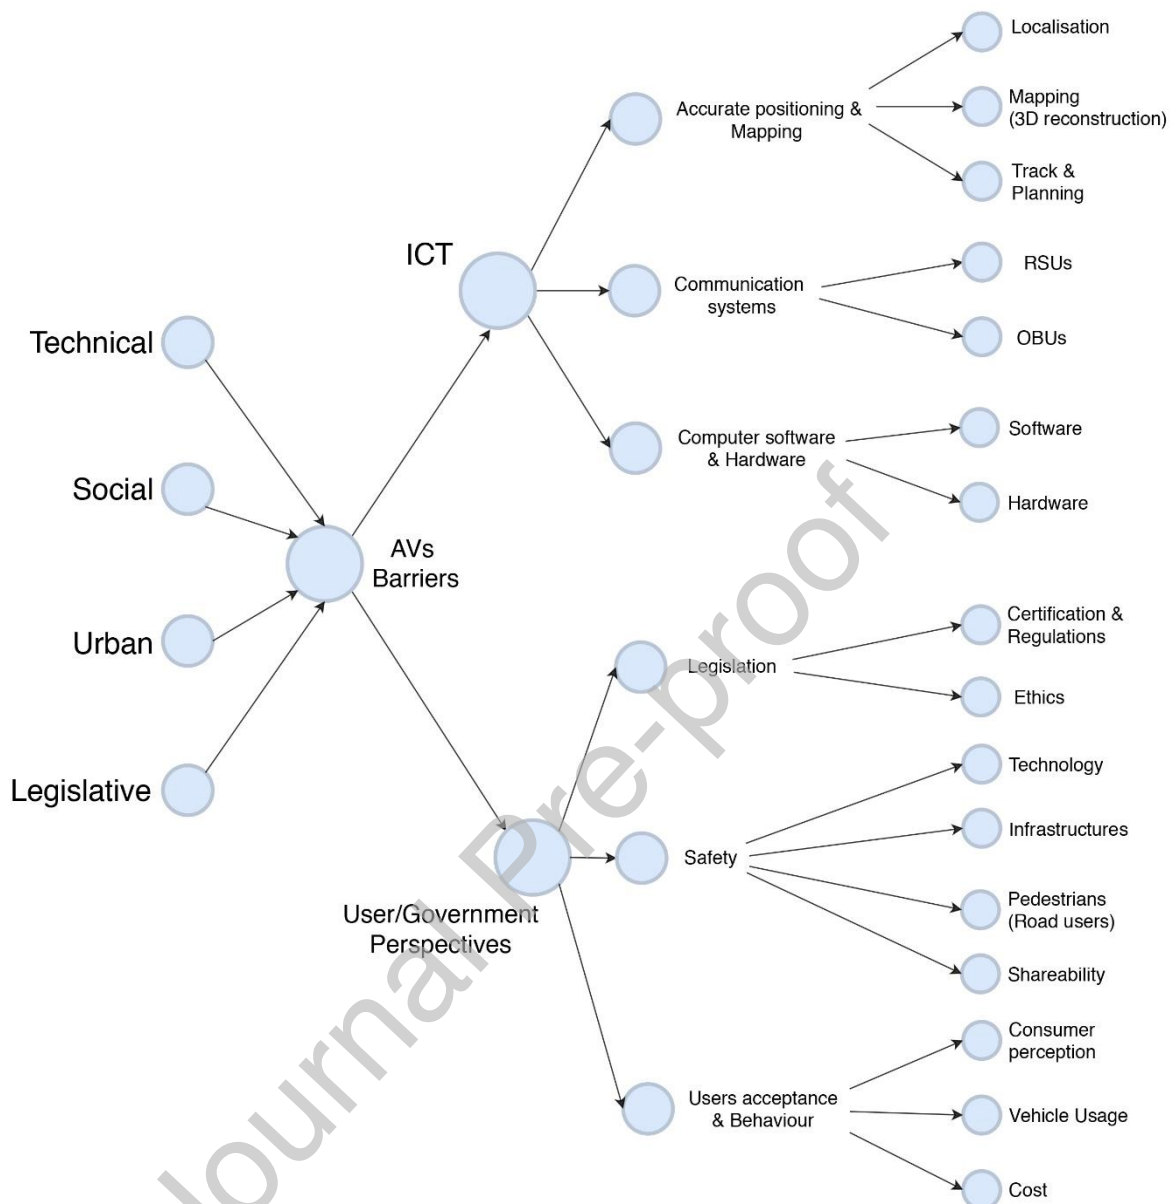 Technical
Social
Urban
Legislative
AVs
Barriers
ICT
User/Government
Perspectives
Accurate positioning &
Mapping
Communication
systems
Computer software
& Hardware
Legislation
Safety
Users acceptance
& Behaviour
Localisation
Mapping
(3D reconstruction)
Track &
Planning
RSUs
OBUs
Software
Hardware
Certification &
Regulations
Ethics
Technology
Infrastructures
Pedestrians
(Road users)
Shareability
Consumer
perception
Vehicle Usage
Cost
Journal Pre-proof